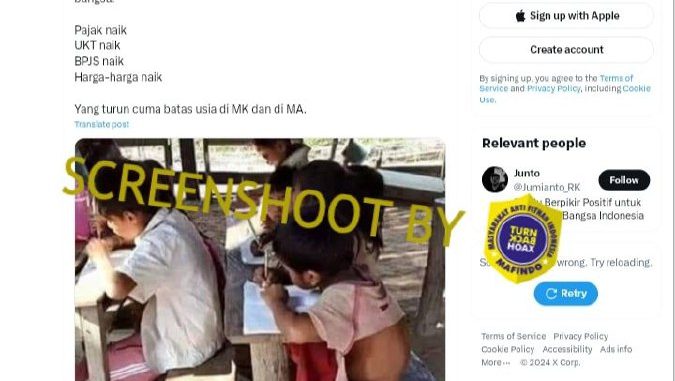 bangsa.
Pajak naik
UKT naik
BPJS naik
Harga-harga naik
Yang turun cuma batas usia di MK dan di MA.
Translate post
SCREENSHOOT BY
MASYARAKAT ANTI FITNAH INDONESIA
TURN
BACK
HOAX
MAFINDO
Sign up with Apple
Create account
By signing up, you agree to the Terms of
Service and Privacy Policy, including Cookie
Use.
Relevant people
Junto
@Jumianto_RK
Follow
Berpikir Positif untuk
Bangsa Indonesia
wrong. Try reloading.
Retry
Terms of Service Privacy Policy
Cookie Policy Accessibility Ads info
More··· © 2024 X Corp.